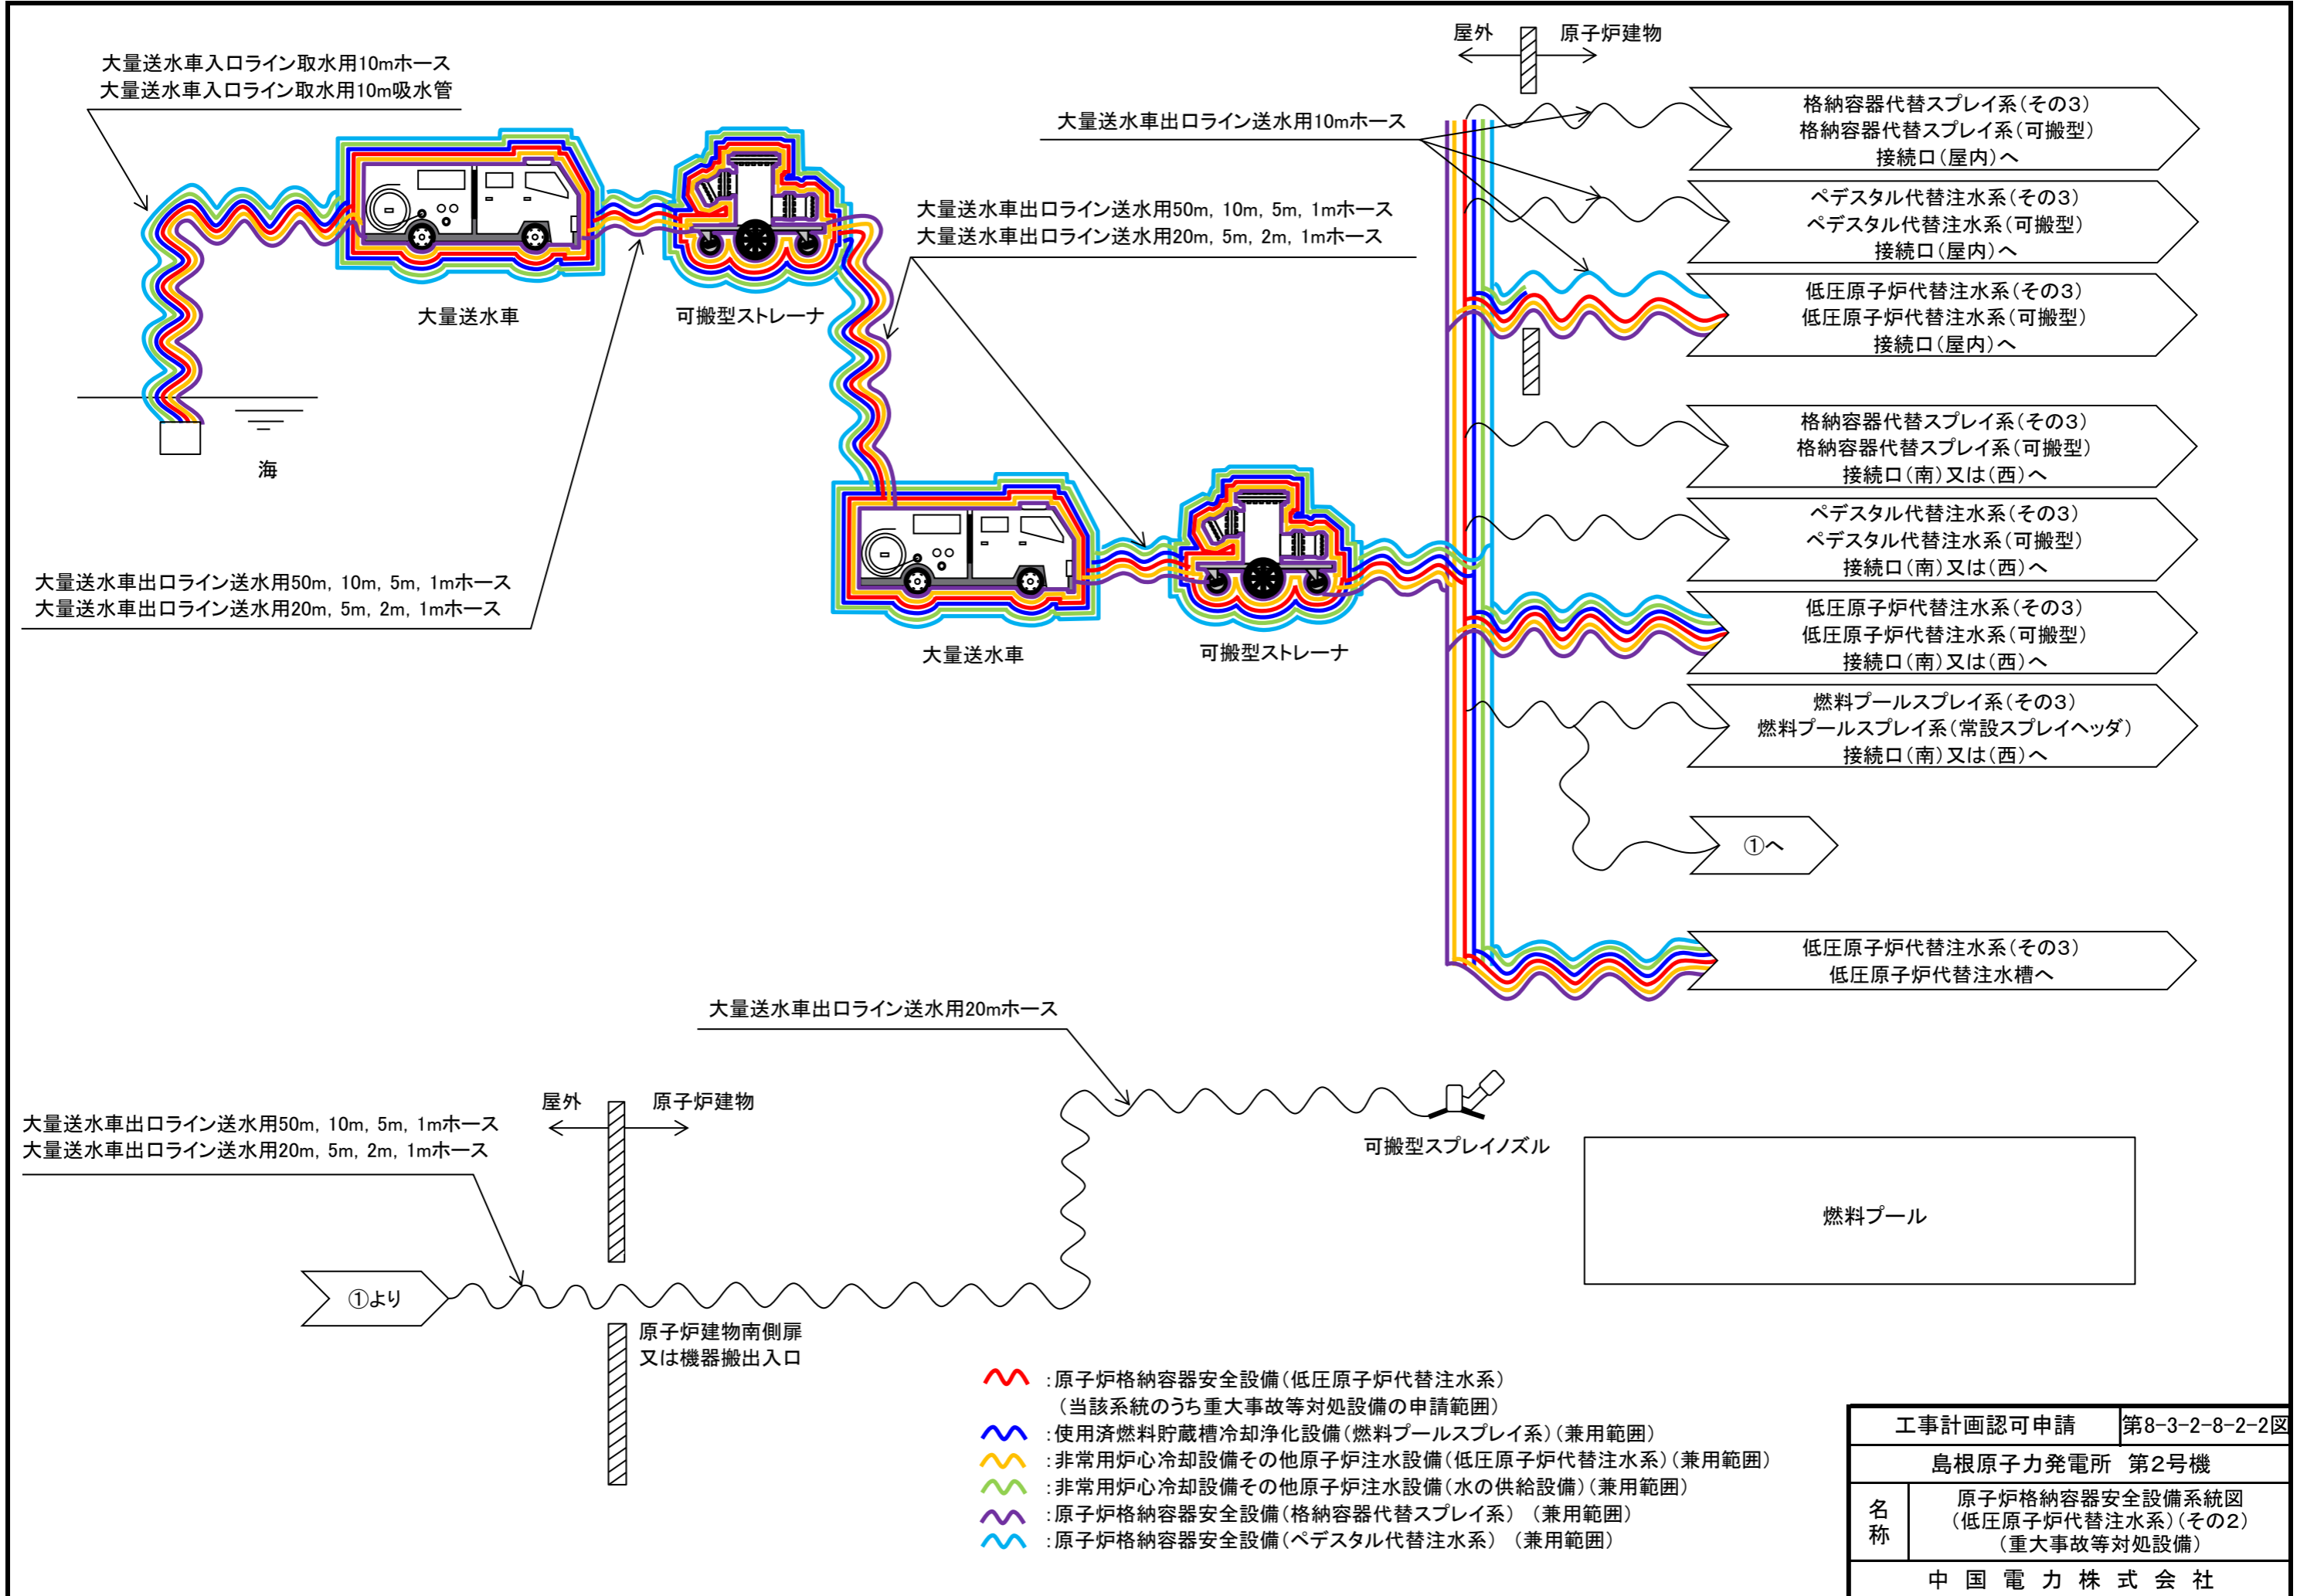 大量送水車入口ライン取水用10mホース
大量送水車入口ライン取水用10m吸水管
屋外
原子炉建物
大量送水車出口ライン送水用10mホース
格納容器代替スプレイ系(その3)
格納容器代替スプレイ系(可搬型)
接続口(屋内)へ
ペデスタル代替注水系(その3)
ペデスタル代替注水系(可搬型)
接続口(屋内)へ
大量送水車出口ライン送水用50m, 10m, 5m, 1mホース
大量送水車出口ライン送水用20m, 5m, 2m, 1mホース
低圧原子炉代替注水系(その3)
低圧原子炉代替注水系(可搬型)
接続口(屋内)へ
大量送水車
可搬型ストレーナ
格納容器代替スプレイ系(その3)
格納容器代替スプレイ系(可搬型)
接続口(南)又は(西)へ
海
ペデスタル代替注水系(その3)
ペデスタル代替注水系(可搬型)
接続口(南)又は(西)へ
大量送水車出口ライン送水用50m, 10m, 5m, 1mホース
大量送水車出口ライン送水用20m, 5m, 2m, 1mホース
低圧原子炉代替注水系(その3)
低圧原子炉代替注水系(可搬型)
接続口(南)又は(西)へ
大量送水車
可搬型ストレーナ
燃料プールスプレイ系(その3)
燃料プールスプレイ系(常設スプレイヘッダ)
接続口(南)又は(西)へ
①へ
低圧原子炉代替注水系(その3)
低圧原子炉代替注水槽へ
大量送水車出口ライン送水用20mホース
屋外
原子炉建物
大量送水車出口ライン送水用50m, 10m, 5m, 1mホース
大量送水車出口ライン送水用20m, 5m, 2m, 1mホース
可搬型スプレイノズル
燃料プール
①より
原子炉建物南側扉
又は機器搬出入口
:原子炉格納容器安全設備(低圧原子炉代替注水系)
(当該系統のうち重大事故等対処設備の申請範囲)
:使用済燃料貯蔵槽冷却浄化設備(燃料プールスプレイ系)(兼用範囲)
:非常用炉心冷却設備その他原子炉注水設備(低圧原子炉代替注水系)(兼用範囲)
:非常用炉心冷却設備その他原子炉注水設備(水の供給設備)(兼用範囲)
:原子炉格納容器安全設備(格納容器代替スプレイ系) (兼用範囲)
:原子炉格納容器安全設備(ペデスタル代替注水系) (兼用範囲)
工事計画認可申請 第8-3-2-8-2-2図
島根原子力発電所 第2号機
名称
原子炉格納容器安全設備系統図
(低圧原子炉代替注水系)(その2)
(重大事故等対処設備)
中国電力株式会社